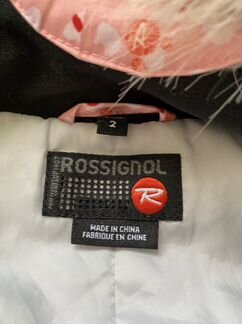 2
ROSSIGNOL
R
MADE IN CHINA
FABRIQUE EN CHINE